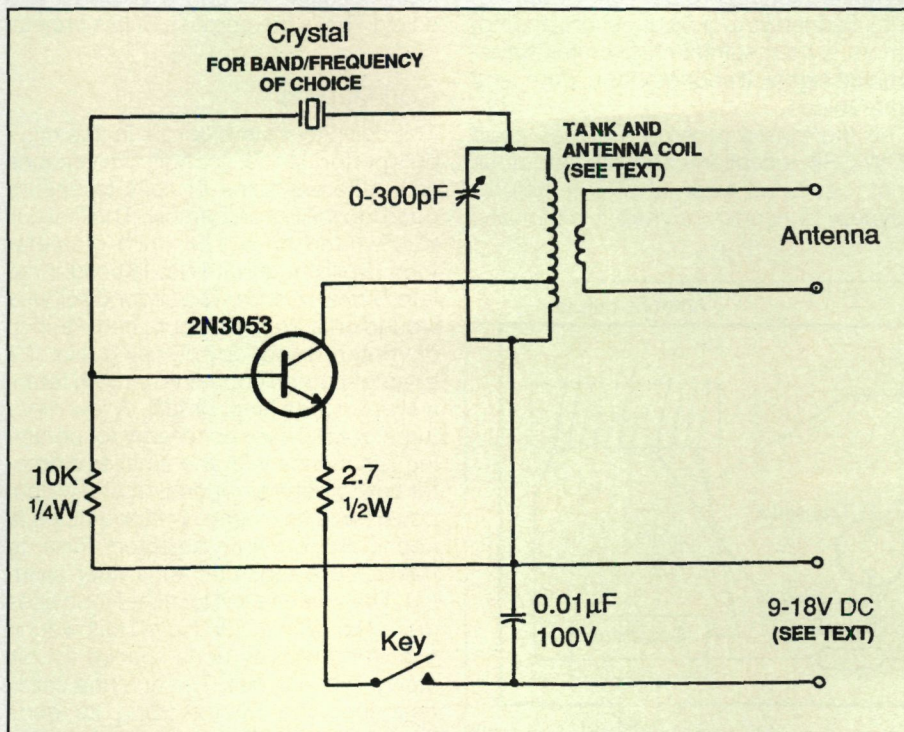 Crystal
FOR BAND/FREQUENCY
OF CHOICE
TANK AND
ANTENNA COIL
(SEE TEXT)
0-300pF
Antenna
2N3053
10K
1/4W
2.7
1/2W
0.01µF
100V
9-18V DC
(SEE TEXT)
Key